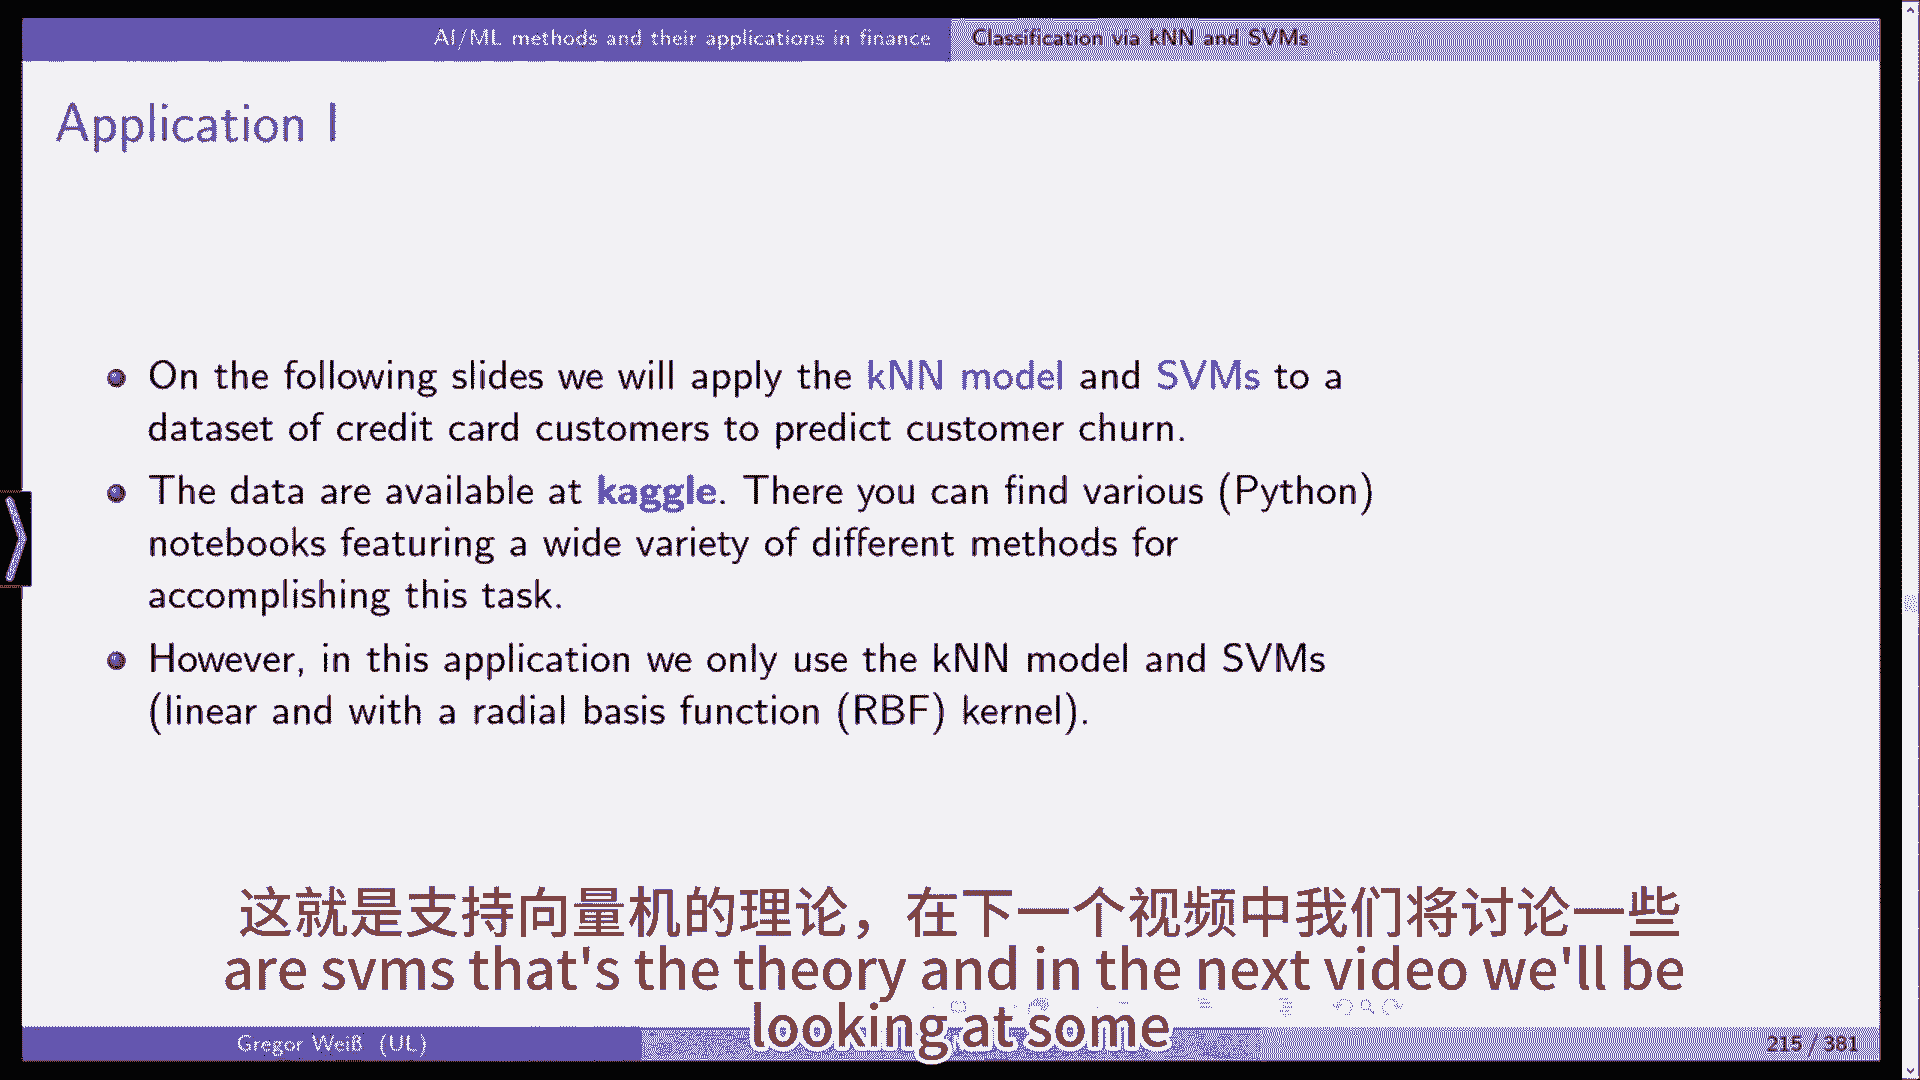 AI/ML methods and their applications in finance
Classification via kNN and SVMs
Application I
On the following slides we will apply the kNN model and SVMs to a
dataset of credit card customers to predict customer churn.
The data are available at kaggle. There you can find various (Python)
notebooks featuring a wide variety of different methods for
accomplishing this task.
However, in this application we only use the kNN model and SVMs
(linear and with a radial basis function (RBF) kernel).
这就是支持向量机的理论，在下一个视频中我们将讨论一些
are svms that's the theory and in the next video we'll be
looking at some
Gregor Weiß (UL)
215 / 381